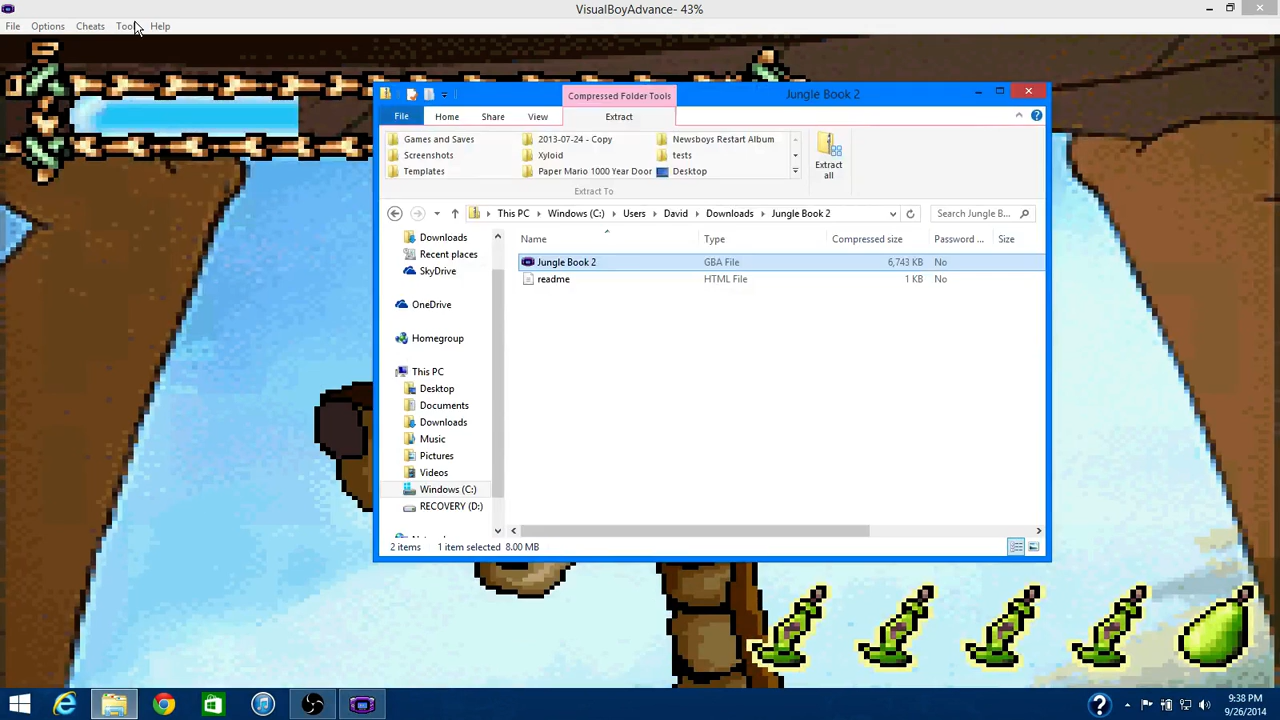 VisualBoyAdvance- 43%
File Options Cheats Tools Help
Compressed Folder Tools
Jungle Book 2
File Home Share View Extract
Games and Saves 2013-07-24 - Copy Newsboys Restart Album
Screenshots Xyloid tests
Templates Paper Mario 1000 Year Door Desktop
Extract all
Extract To
This PC Windows (C:) Users David Downloads Jungle Book 2
Search Jungle B...
Name Type Compressed size Password ... Size
Jungle Book 2 GBA File 6,743 KB No
readme HTML File 1 KB No
Downloads
Recent places
SkyDrive
OneDrive
Homegroup
This PC
Desktop
Documents
Downloads
Music
Pictures
Videos
Windows (C:)
RECOVERY (D:)
2 items 1 item selected 8.00 MB
9:38 PM
9/26/2014